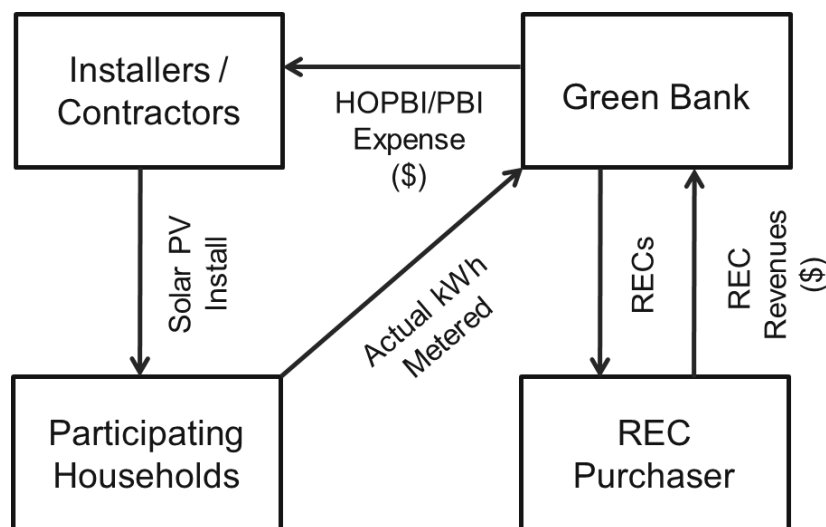 Installers /
Contractors
Green Bank
HOPBI/PBI
Expense
($)
Solar PV
Install
Actual kWh
Metered
RECs
REC
Revenues
($)
Participating
Households
REC
Purchaser